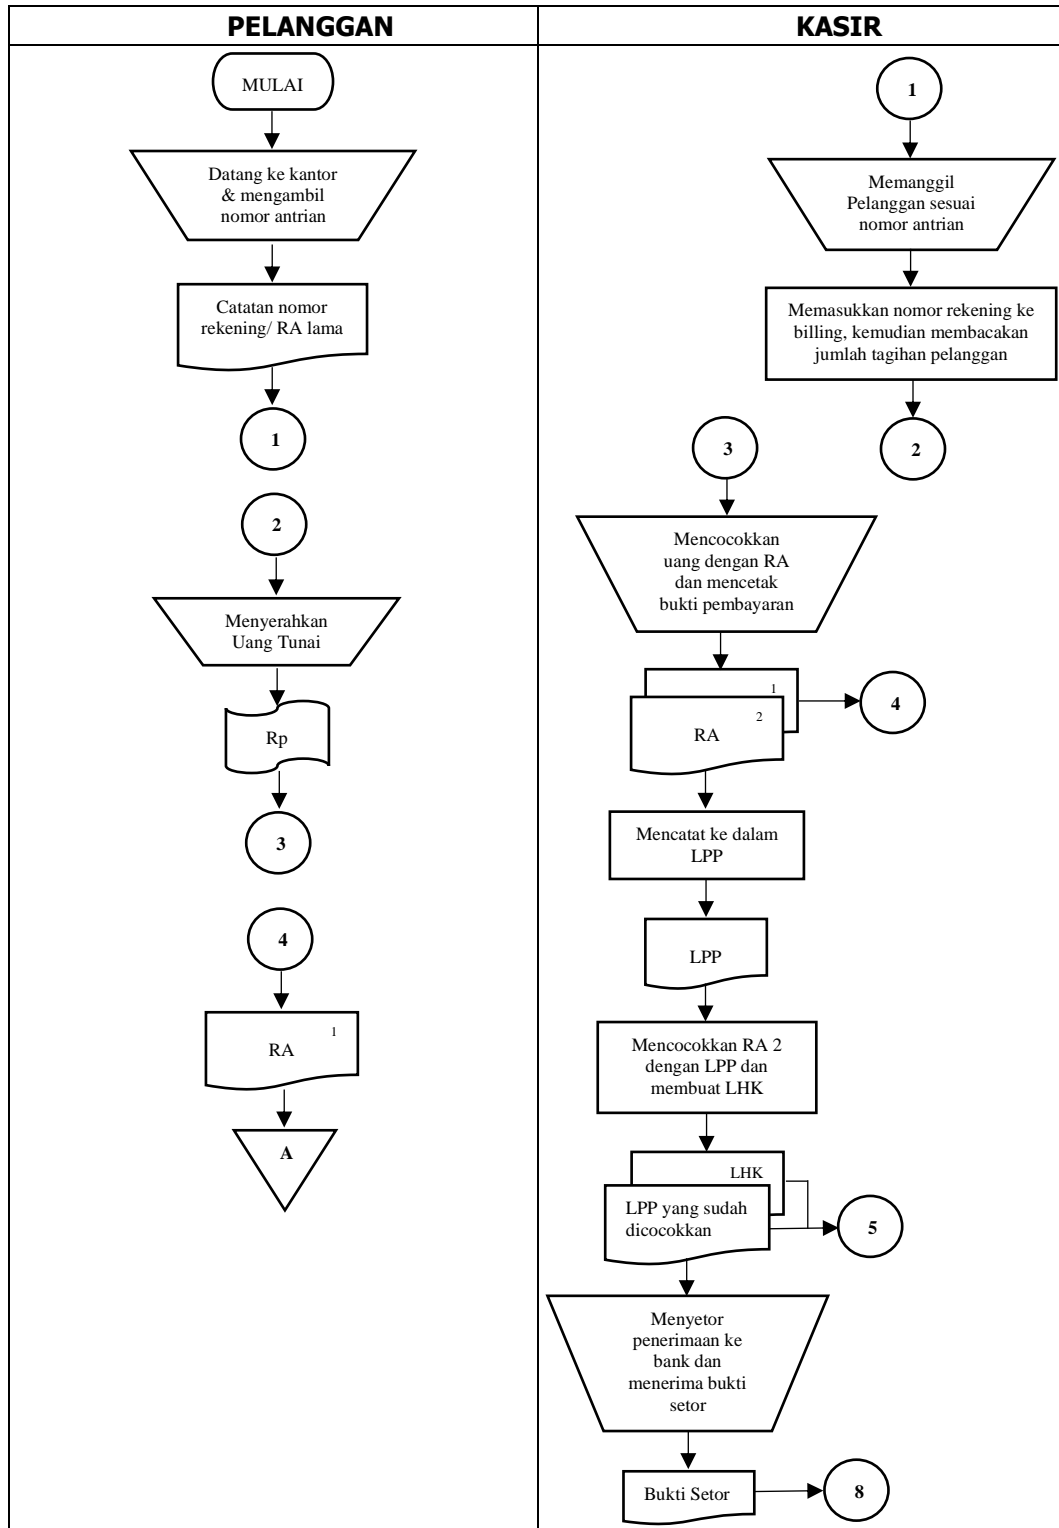 PELANGGAN
KASIR
MULAI
Datang ke kantor
& mengambil
nomor antrian
Catatan nomor
rekening/ RA lama
1
2
Menyerahkan
Uang Tunai
Rp
3
4
1
RA
A
1
Memanggil
Pelanggan sesuai
nomor antrian
Memasukkan nomor rekening ke
billing, kemudian membacakan
jumlah tagihan pelanggan
2
3
Mencocokkan
uang dengan RA
dan mencetak
bukti pembayaran
1
2
RA
4
Mencatat ke dalam
LPP
LPP
Mencocokkan RA 2
dengan LPP dan
membuat LHK
LHK
LPP yang sudah
dicocokkan
5
Menyetor
penerimaan ke
bank dan
menerima bukti
setor
Bukti Setor
8